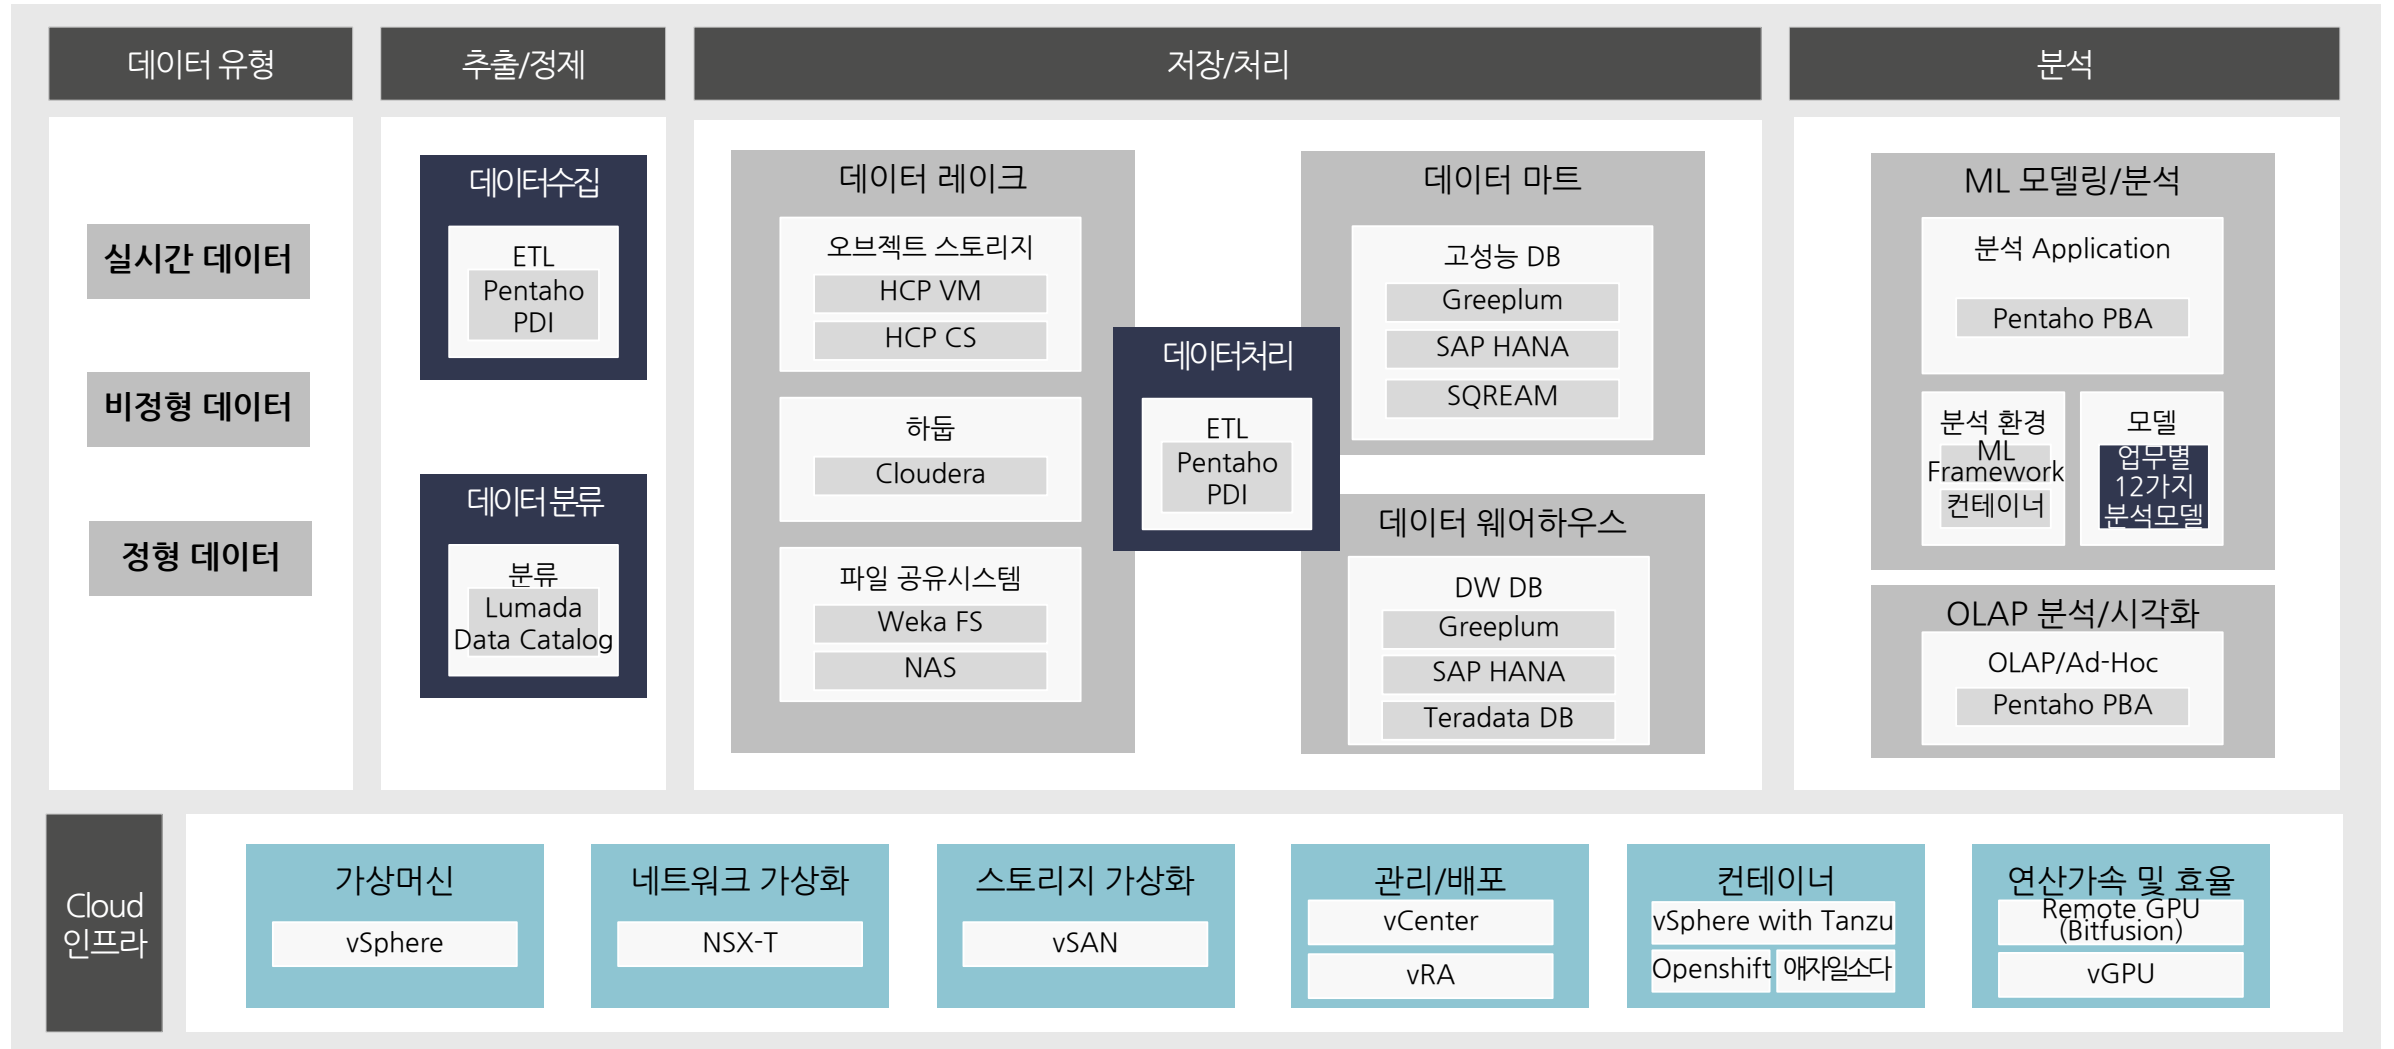 데이터 유형
추출/정제
저장/처리
분석
실시간 데이터
비정형 데이터
정형 데이터
데이터수집
ETL
Pentaho
PDI
데이터 분류
분류
Lumada
Data Catalog
데이터 레이크
오브젝트 스토리지
HCP VM
HCP CS
하둡
Cloudera
파일 공유시스템
Weka FS
NAS
데이터처리
ETL
Pentaho
PDI
데이터 마트
고성능 DB
Greeplum
SAP HANA
SQREAM
데이터 웨어하우스
DW DB
Greeplum
SAP HANA
Teradata DB
ML 모델링/분석
분석 Application
Pentaho PBA
분석 환경
ML
Framework
컨테이너
모델
업무별
12가지
분석모델
OLAP 분석/시각화
OLAP/Ad-Hoc
Pentaho PBA
Cloud
인프라
가상머신
vSphere
네트워크 가상화
NSX-T
스토리지 가상화
vSAN
관리/배포
vCenter
vRA
컨테이너
vSphere with Tanzu
Openshift
애자일소다
연산가속 및 효율
Remote GPU
(Bitfusion)
vGPU